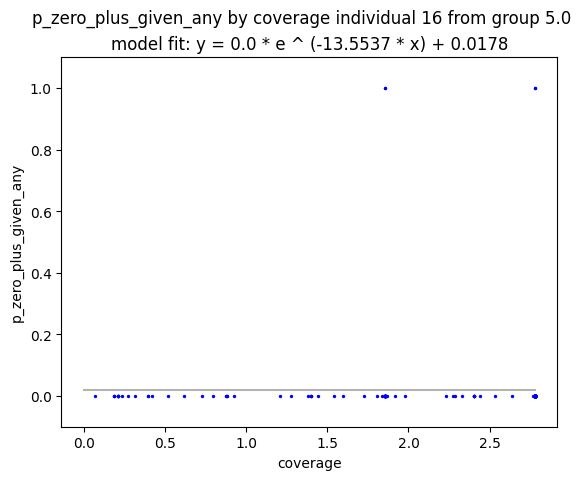 p_zero_plus_given_any by coverage individual 16 from group 5.0
model fit: y = 0.0 * e ^ (-13.5537 * x) + 0.0178
1.0
0.8
0.6
0.4
0.2
0.0
p_zero_plus_given_any
0.0 0.5 1.0 1.5 2.0 2.5
coverage